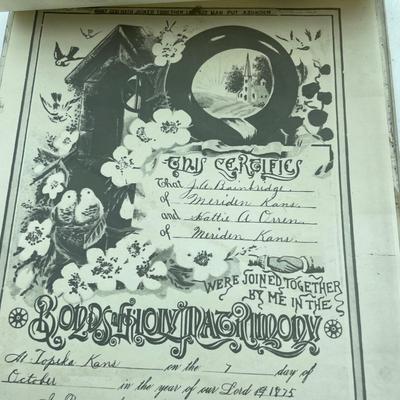 WHAT GOD HATH JOINED TOGETHER LET NOT MAN PUT ASUNDER
THIS CERTIFIES
That J. A. Bainbridge
of Meriden Kans.
and Hattie A Orren
of Meriden Kans.
WERE JOINED TOGETHER
BY ME IN THE
BONDS of HOLY MATRIMONY
At Topeka Kans on the 7 day of
October in the year of our Lord 1875